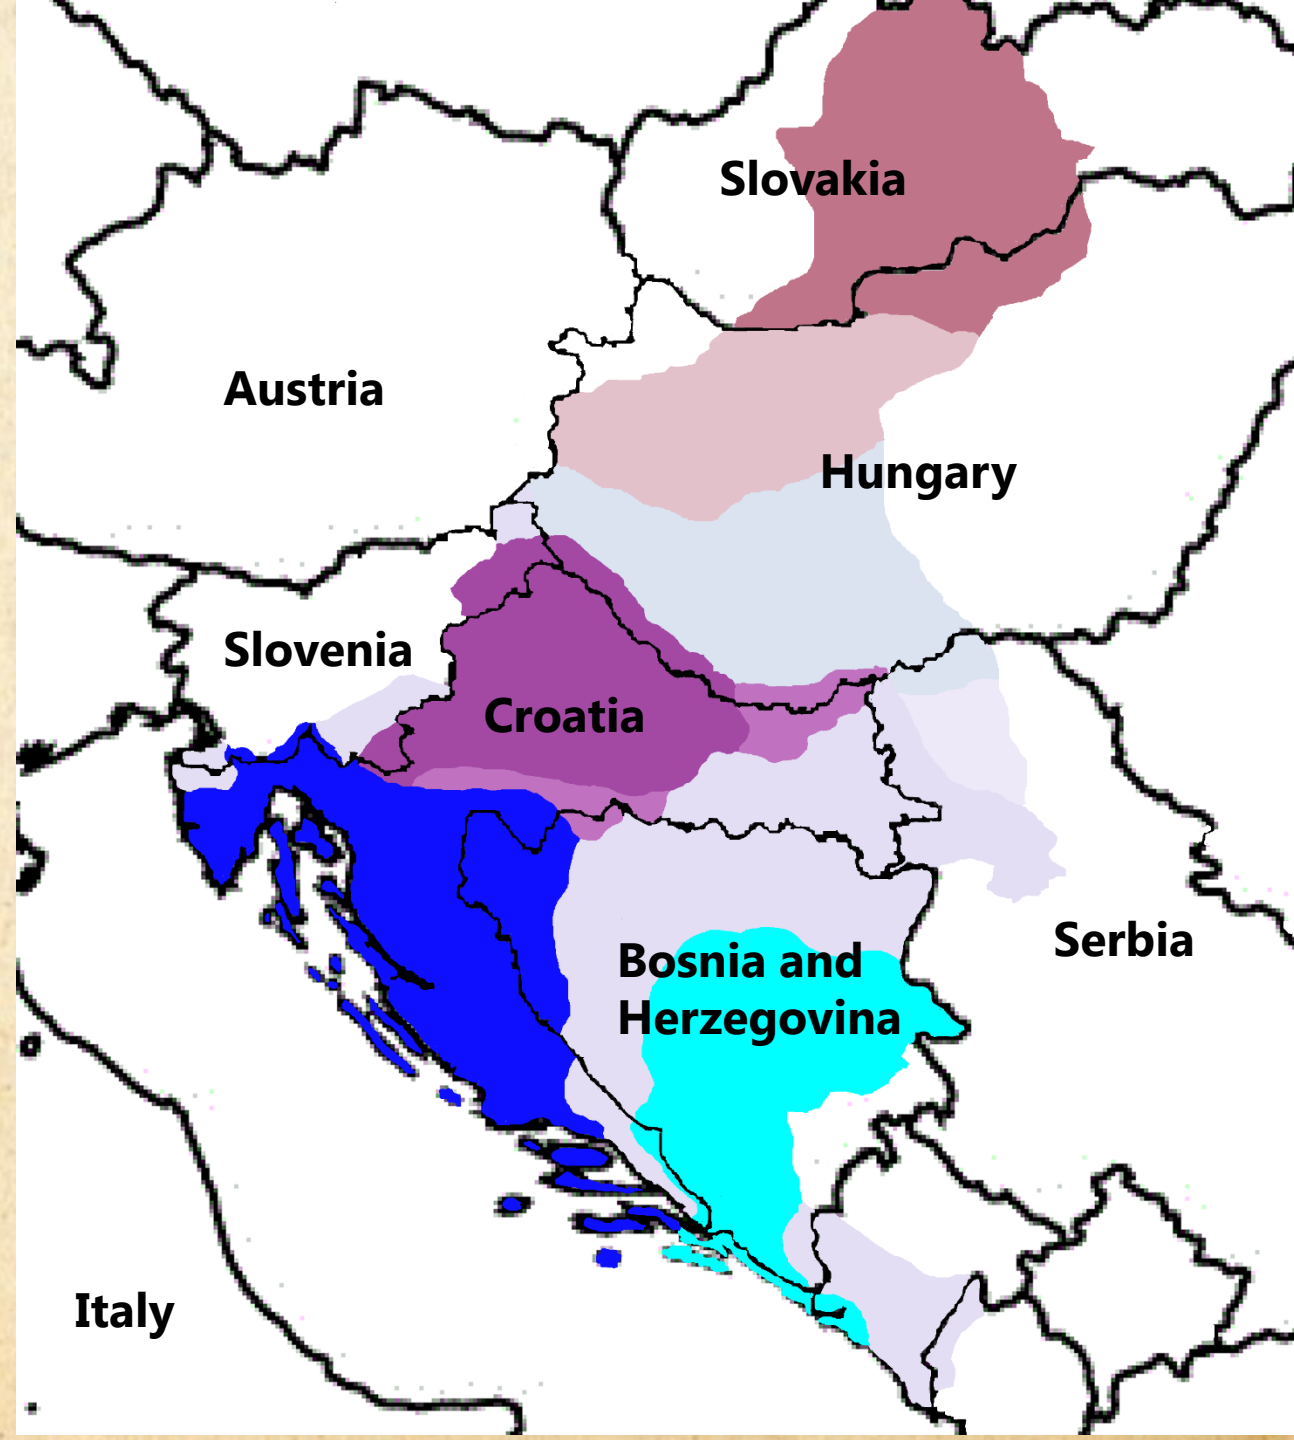 Slovakia
Austria
Hungary
Slovenia
Croatia
Serbia
Bosnia and
Herzegovina
Italy